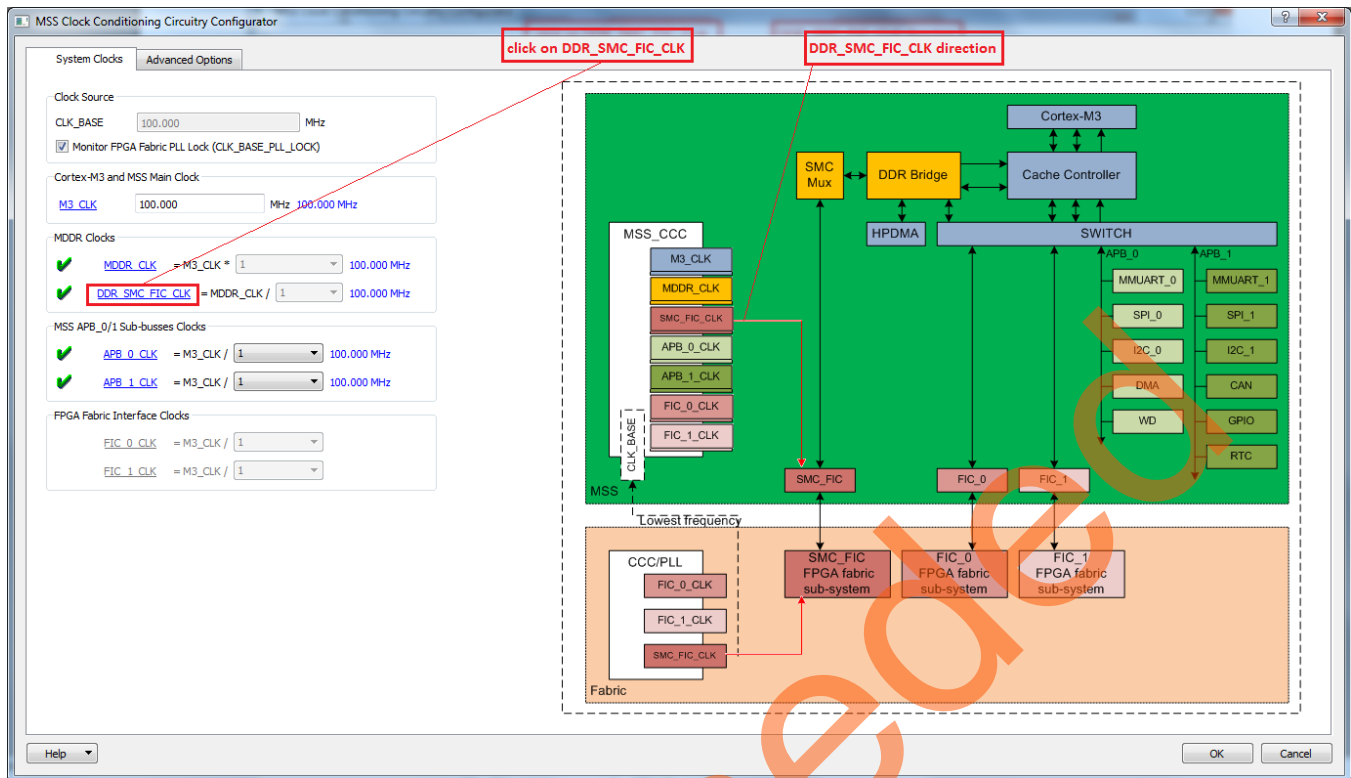 MSS Clock Conditioning Circuitry Configurator
click on DDR_SMC_FIC_CLK
DDR_SMC_FIC_CLK direction
System Clocks
Advanced Options
Clock Source
CLK_BASE 100.000 MHz
Monitor FPGA Fabric PLL Lock (CLK_BASE_PLL_LOCK)
Cortex-M3 and MSS Main Clock
M3_CLK 100.000 MHz 100.000 MHz
MDDR Clocks
MDDR_CLK = M3_CLK * 1 100.000 MHz
DDR_SMC_FIC_CLK = MDDR_CLK / 1 100.000 MHz
MSS APB_0/1 Sub-busses Clocks
APB_0_CLK = M3_CLK / 1 100.000 MHz
APB_1_CLK = M3_CLK / 1 100.000 MHz
FPGA Fabric Interface Clocks
FIC_0_CLK = M3_CLK / 1
FIC_1_CLK = M3_CLK / 1
Cortex-M3
SMC
Mux
DDR Bridge
Cache Controller
HPDMA
SWITCH
MSS_CCC
M3_CLK
MDDR_CLK
SMC_FIC_CLK
APB_0_CLK
APB_1_CLK
FIC_0_CLK
FIC_1_CLK
CLK_BASE
APB_0
APB_1
MMUART_0
MMUART_1
SPI_0
SPI_1
I2C_0
I2C_1
DMA
CAN
WD
GPIO
RTC
SMC_FIC
FIC_0
FIC_1
MSS
Lowest frequency
CCC/PLL
FIC_0_CLK
FIC_1_CLK
SMC_FIC_CLK
SMC_FIC
FPGA fabric
sub-system
FIC_0
FPGA fabric
sub-system
FIC_1
FPGA fabric
sub-system
Fabric
Help
OK
Cancel
eded